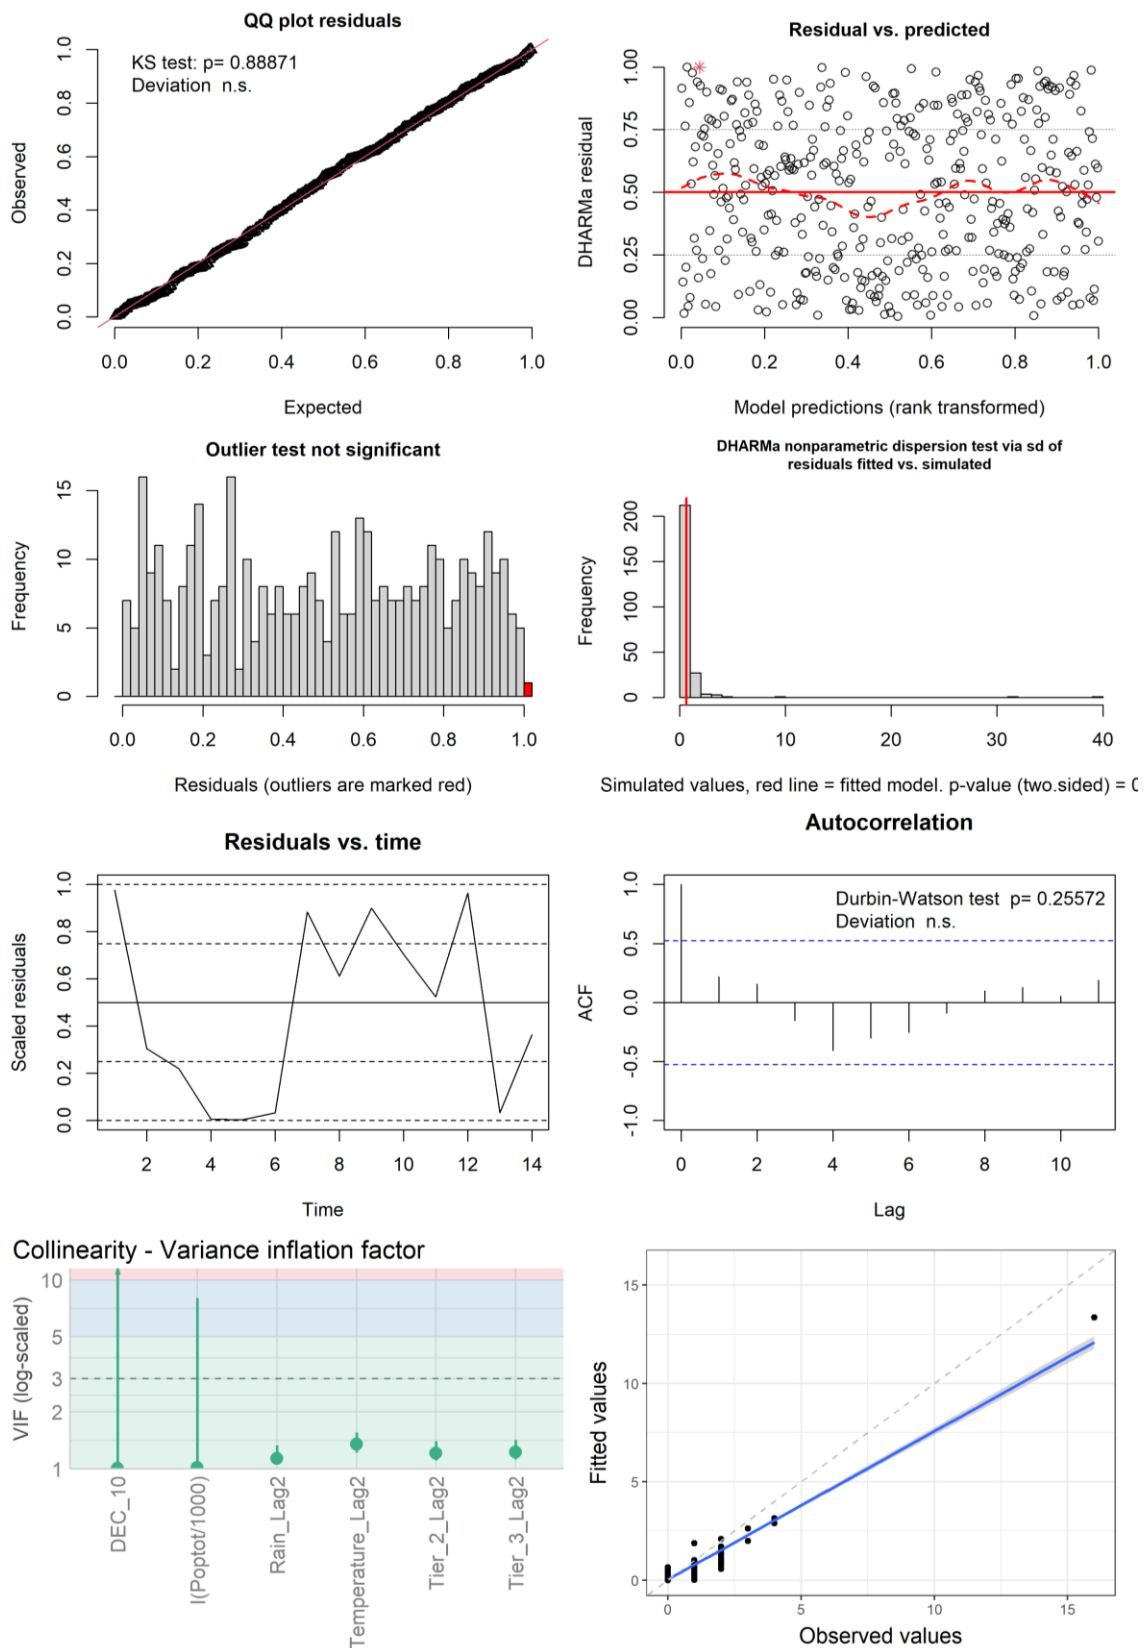 QQ plot residuals
KS test: p= 0.88871
Deviation n.s.
Observed
0.0 0.2 0.4 0.6 0.8 1.0
0.0 0.2 0.4 0.6 0.8 1.0
Expected
Residual vs. predicted
DHARMa residual
0.00 0.25 0.50 0.75 1.00
0.0 0.2 0.4 0.6 0.8 1.0
Model predictions (rank transformed)
Outlier test not significant
Frequency
0 5 10 15
0.0 0.2 0.4 0.6 0.8 1.0
Residuals (outliers are marked red)
DHARMa nonparametric dispersion test via sd of
residuals fitted vs. simulated
Frequency
0 50 100 150 200
0 10 20 30 40
Simulated values, red line = fitted model. p-value (two.sided) = 0
Residuals vs. time
Scaled residuals
0.0 0.2 0.4 0.6 0.8 1.0
2 4 6 8 10 12 14
Time
Autocorrelation
Durbin-Watson test p= 0.25572
Deviation n.s.
ACF
-1.0 -0.5 0.0 0.5 1.0
0 2 4 6 8 10
Lag
Collinearity - Variance inflation factor
VIF (log-scaled)
10
5
3
2
1
DEC_10
I(Poptot/1000)
Rain_Lag2
Temperature_Lag2
Tier_2_Lag2
Tier_3_Lag2
Fitted values
15
10
5
0
0 5 10 15
Observed values